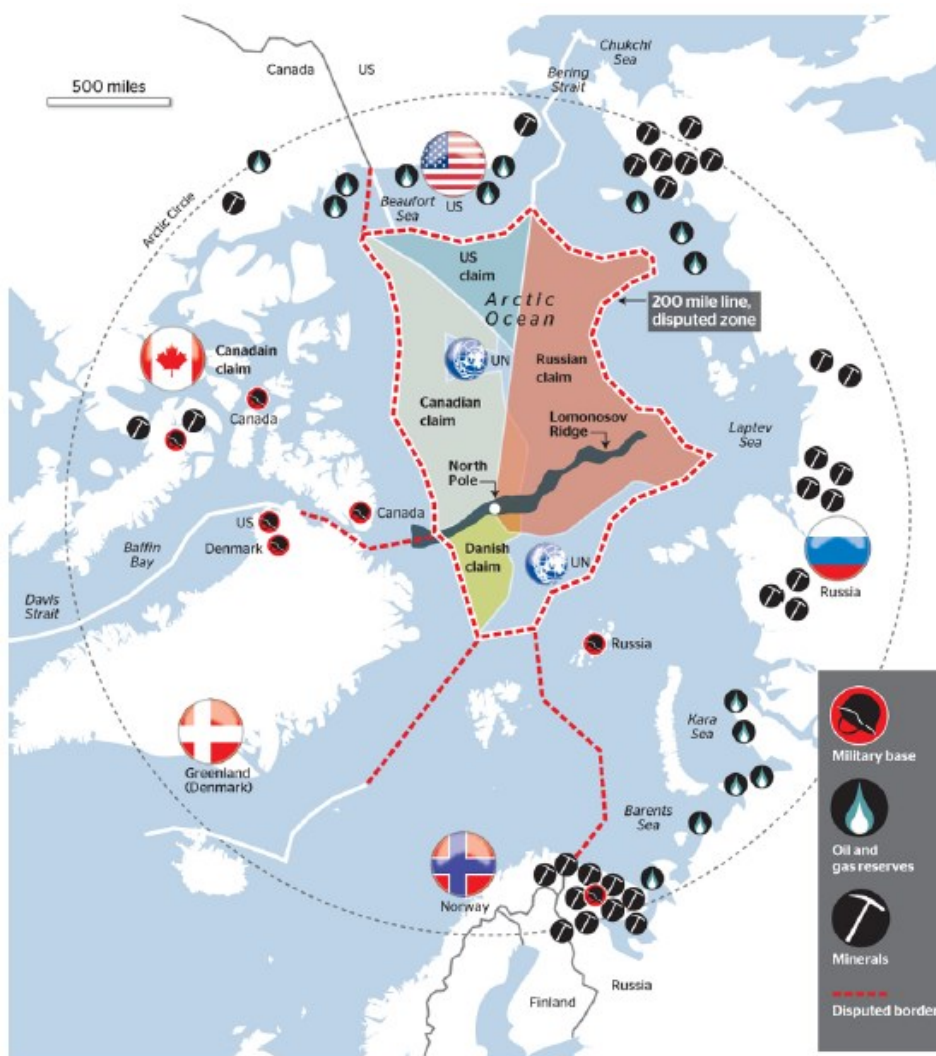 500 miles
Canada
US
Chukchi
Sea
Bering
Strait
Arctic Circle
Beaufort
Sea
US
US
claim
Arctic
Ocean
200 mile line,
disputed zone
UN
Russian
claim
Canadain
claim
Canada
Canadian
claim
Lomonosov
Ridge
Laptev
Sea
North
Pole
Canada
US
Denmark
Baffin
Bay
Davis
Strait
Danish
claim
UN
Russia
Russia
Kara
Sea
Greenland
(Denmark)
Barents
Sea
Norway
Finland
Russia
Military base
Oil and
gas reserves
Minerals
Disputed border